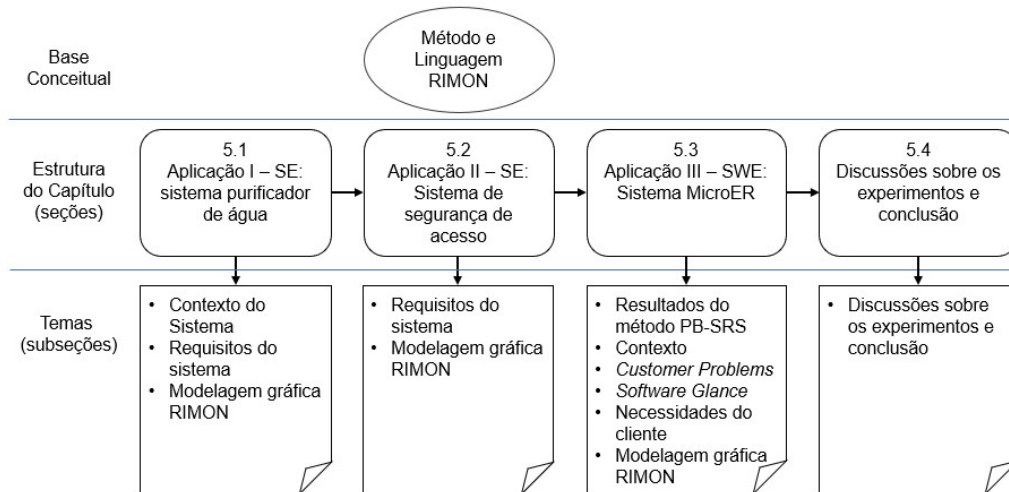 Base
Conceitual
Método e
Linguagem
RIMON
Estrutura
do Capítulo
(seções)
5.1
Aplicação I – SE:
sistema purificador
de água
5.2
Aplicação II – SE:
Sistema de
segurança de
acesso
5.3
Aplicação III – SWE:
Sistema MicroER
5.4
Discussões sobre os
experimentos e
conclusão
Temas
(subseções)
• Contexto do
Sistema
• Requisitos do
sistema
• Modelagem gráfica
RIMON
• Requisitos do
sistema
• Modelagem gráfica
RIMON
• Resultados do
método PB-SRS
• Contexto
• Customer Problems
• Software Glance
• Necessidades do
cliente
• Modelagem gráfica
RIMON
• Discussões sobre
os experimentos e
conclusão